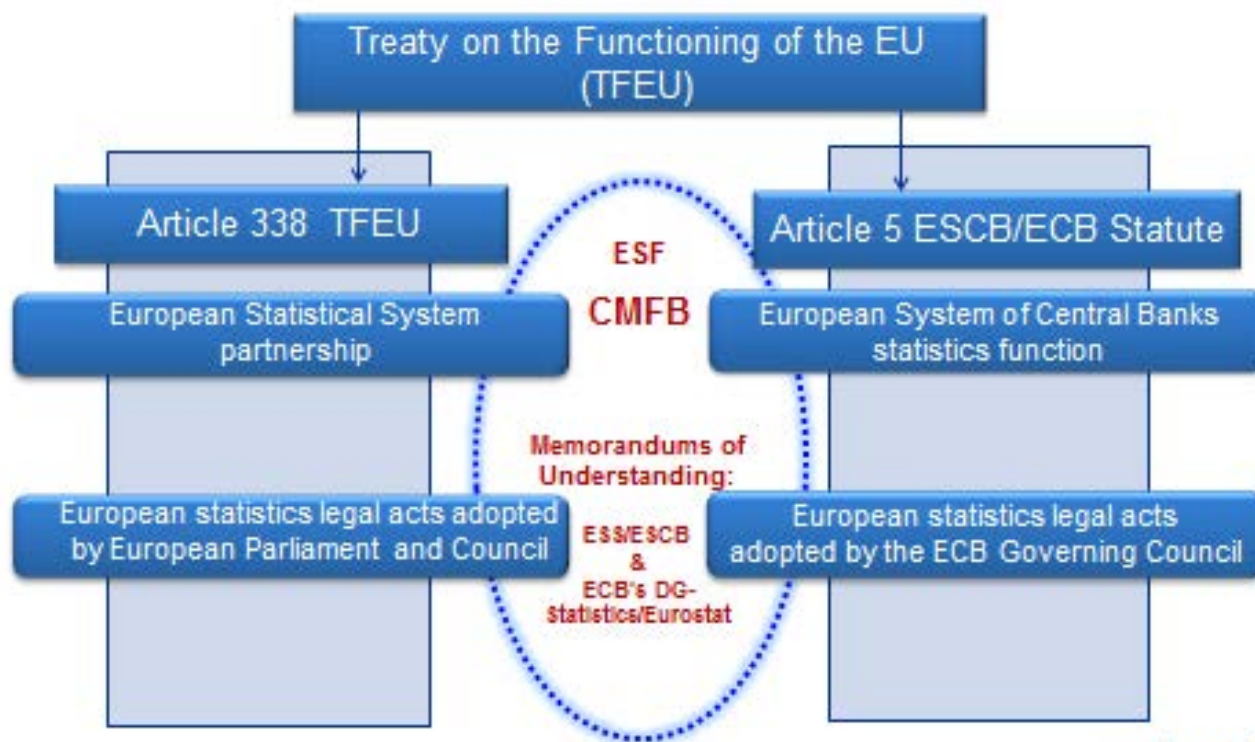 Treaty on the Functioning of the EU
(TFEU)
Article 338 TFEU
European Statistical System
partnership
European statistics legal acts adopted
by European Parliament and Council
ESF
CMFB
Memorandums of
Understanding:
ESS/ESCB
&
ECB's DG-
Statistics/Eurostat
Article 5 ESCB/ECB Statute
European System of Central Banks
statistics function
European statistics legal acts
adopted by the ECB Governing Council